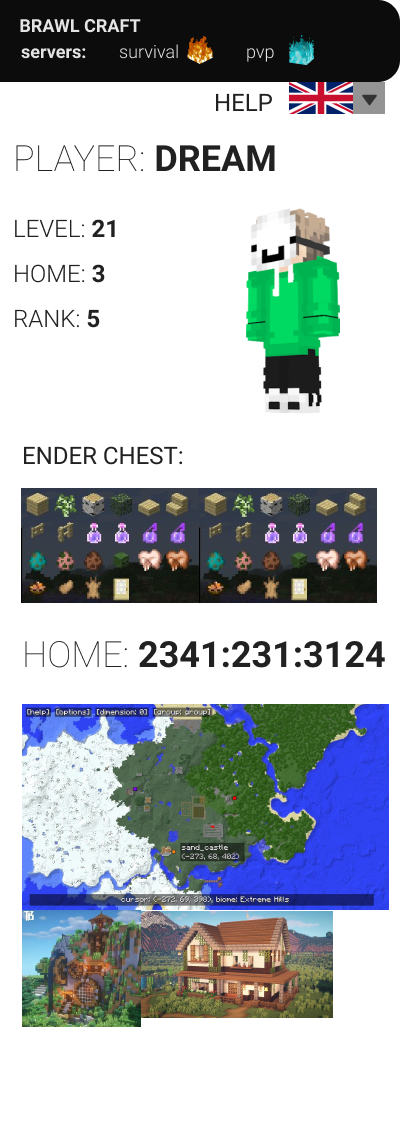 BRAWL CRAFT
servers: survival pvp
HELP
PLAYER: DREAM
LEVEL: 21
HOME: 3
RANK: 5
ENDER CHEST:
HOME: 2341:231:3124
[help] [options] [dimension: 0] [group: group]
sand_castle
(-273, 68, 402)
cursor: (-272, 69, 398), biome: Extreme Hills